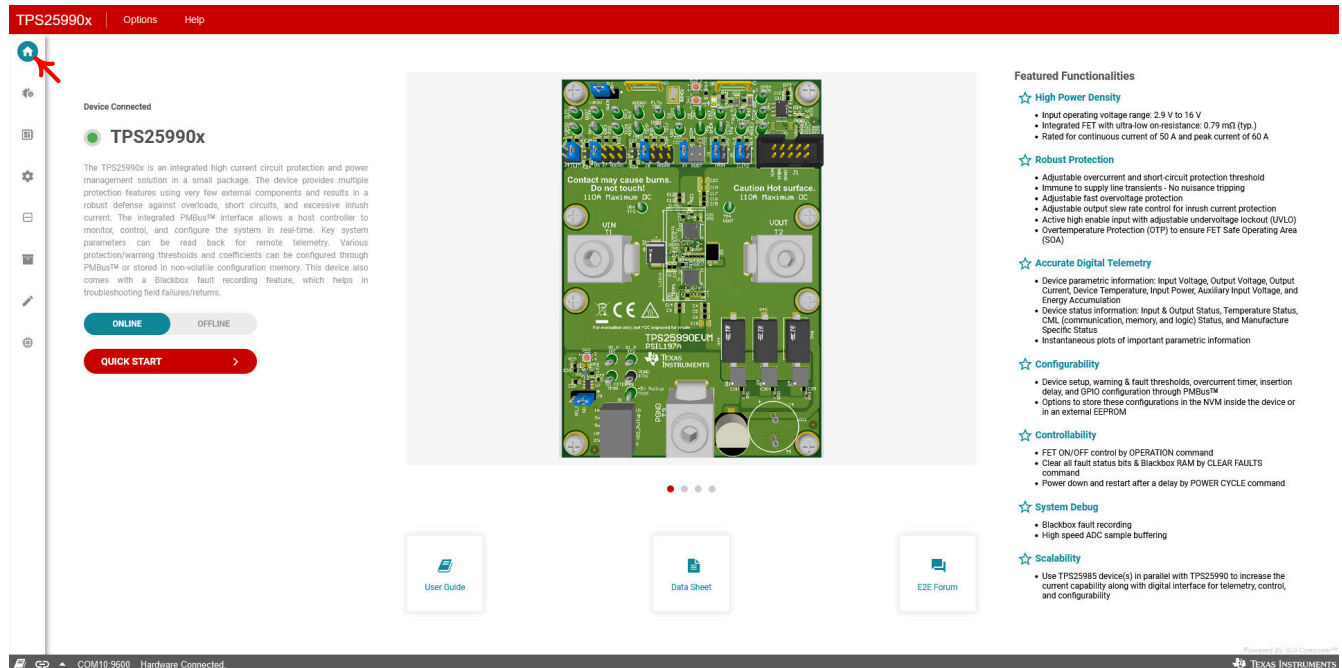 TPS25990x
Options
Help
Device Connected
TPS25990x
The TPS25990x is an integrated high current circuit protection and power
management solution in a small package. The device provides multiple
protection features using very few external components and results in a
robust defense against overloads, short circuits, and excessive inrush
current. The integrated PMBus™ interface allows a host controller to
monitor, control, and configure the system in real-time. Key system
parameters can be read back for remote telemetry. Various
protection/warning thresholds and coefficients can be configured through
PMBus™ or stored in non-volatile configuration memory. This device also
comes with a Blackbox fault recording feature, which helps in
troubleshooting field failures/returns.
ONLINE
OFFLINE
QUICK START
Contact may cause burns.
Do not touch!
110A Maximum DC
Caution Hot surface.
110A Maximum DC
VIN
T1
VOUT
T2
J1
For evaluation only; not FCC approved for resale.
TPS25990EVM
PSIL197A
TEXAS
INSTRUMENTS
PGND
T3
User Guide
Data Sheet
E2E Forum
Featured Functionalities
High Power Density
• Input operating voltage range: 2.9 V to 16 V
• Integrated FET with ultra-low on-resistance: 0.79 mΩ (typ.)
• Rated for continuous current of 50 A and peak current of 60 A
Robust Protection
• Adjustable overcurrent and short-circuit protection threshold
• Immune to supply line transients - No nuisance tripping
• Adjustable fast overvoltage protection
• Adjustable output slew rate control for inrush current protection
• Active high enable input with adjustable undervoltage lockout (UVLO)
• Overtemperature Protection (OTP) to ensure FET Safe Operating Area
(SOA)
Accurate Digital Telemetry
• Device parametric information: Input Voltage, Output Voltage, Output
Current, Device Temperature, Input Power, Auxiliary Input Voltage, and
Energy Accumulation
• Device status information: Input & Output Status, Temperature Status,
CML (communication, memory, and logic) Status, and Manufacture
Specific Status
• Instantaneous plots of important parametric information
Configurability
• Device setup, warning & fault thresholds, overcurrent timer, insertion
delay, and GPIO configuration through PMBus™
• Options to store these configurations in the NVM inside the device or
in an external EEPROM
Controllability
• FET ON/OFF control by OPERATION command
• Clear all fault status bits & Blackbox RAM by CLEAR FAULTS
command
• Power down and restart after a delay by POWER CYCLE command
System Debug
• Blackbox fault recording
• High speed ADC sample buffering
Scalability
• Use TPS25985 device(s) in parallel with TPS25990 to increase the
current capability along with digital interface for telemetry, control,
and configurability
Powered By GUI Composer™
COM10:9600
Hardware Connected.
TEXAS INSTRUMENTS